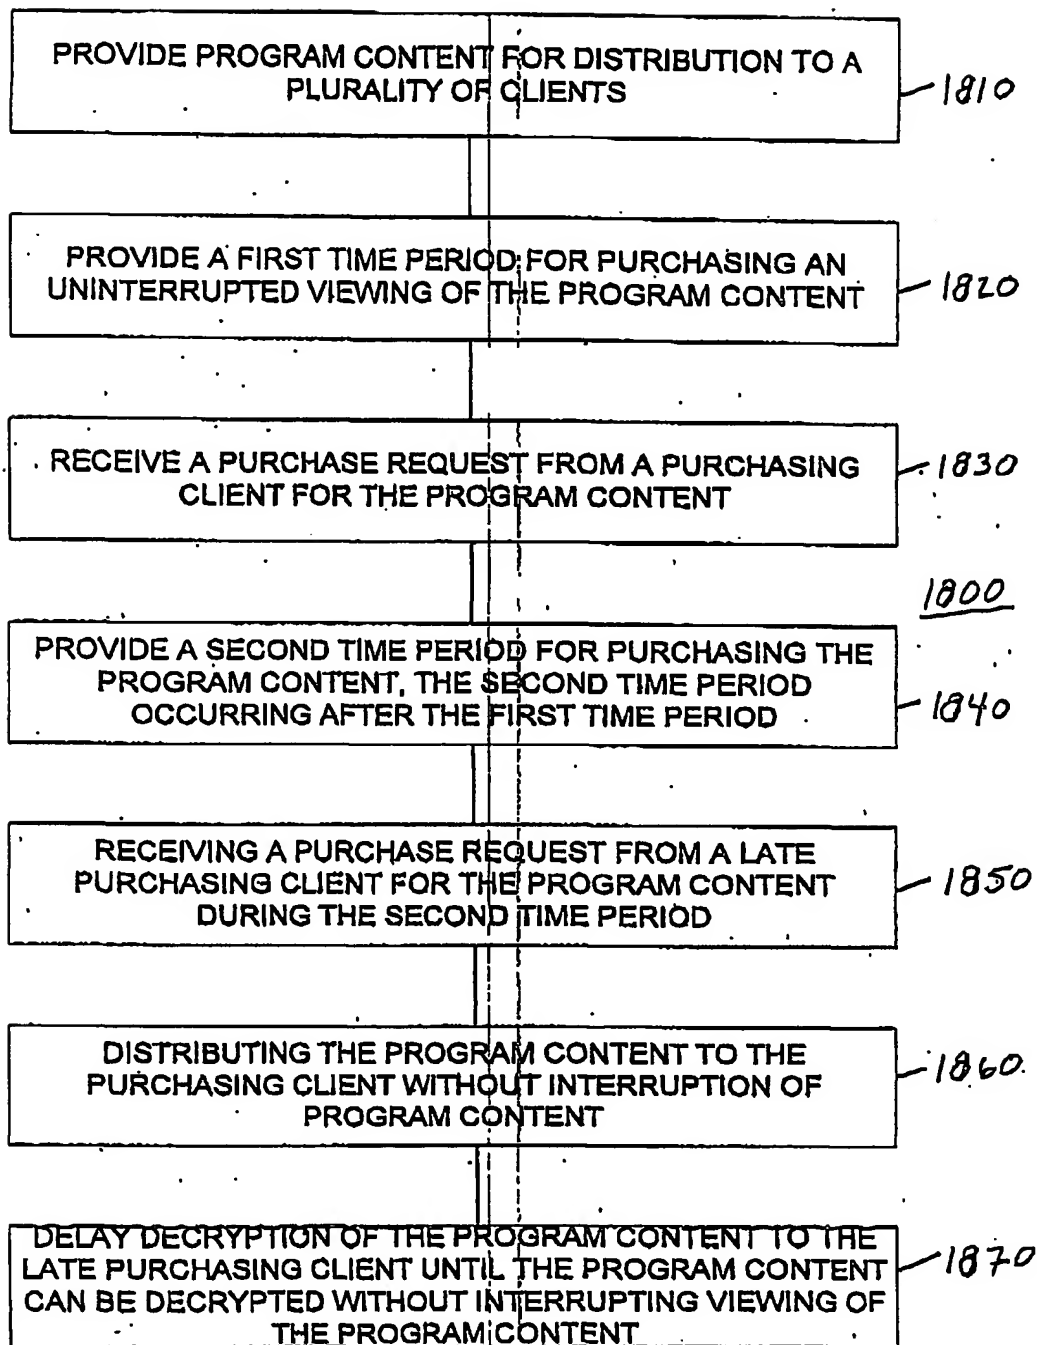 PROVIDE PROGRAM CONTENT FOR DISTRIBUTION TO A
PLURALITY OF CLIENTS
1810
PROVIDE A FIRST TIME PERIOD FOR PURCHASING AN
UNINTERRUPTED VIEWING OF THE PROGRAM CONTENT
1820
RECEIVE A PURCHASE REQUEST FROM A PURCHASING
CLIENT FOR THE PROGRAM CONTENT
1830
1800
PROVIDE A SECOND TIME PERIOD FOR PURCHASING THE
PROGRAM CONTENT, THE SECOND TIME PERIOD
OCCURRING AFTER THE FIRST TIME PERIOD
1840
RECEIVING A PURCHASE REQUEST FROM A LATE
PURCHASING CLIENT FOR THE PROGRAM CONTENT
DURING THE SECOND TIME PERIOD
1850
DISTRIBUTING THE PROGRAM CONTENT TO THE
PURCHASING CLIENT WITHOUT INTERRUPTION OF
PROGRAM CONTENT
1860
DELAY DECRYPTION OF THE PROGRAM CONTENT TO THE
LATE PURCHASING CLIENT UNTIL THE PROGRAM CONTENT
CAN BE DECRYPTED WITHOUT INTERRUPTING VIEWING OF
THE PROGRAM CONTENT
1870